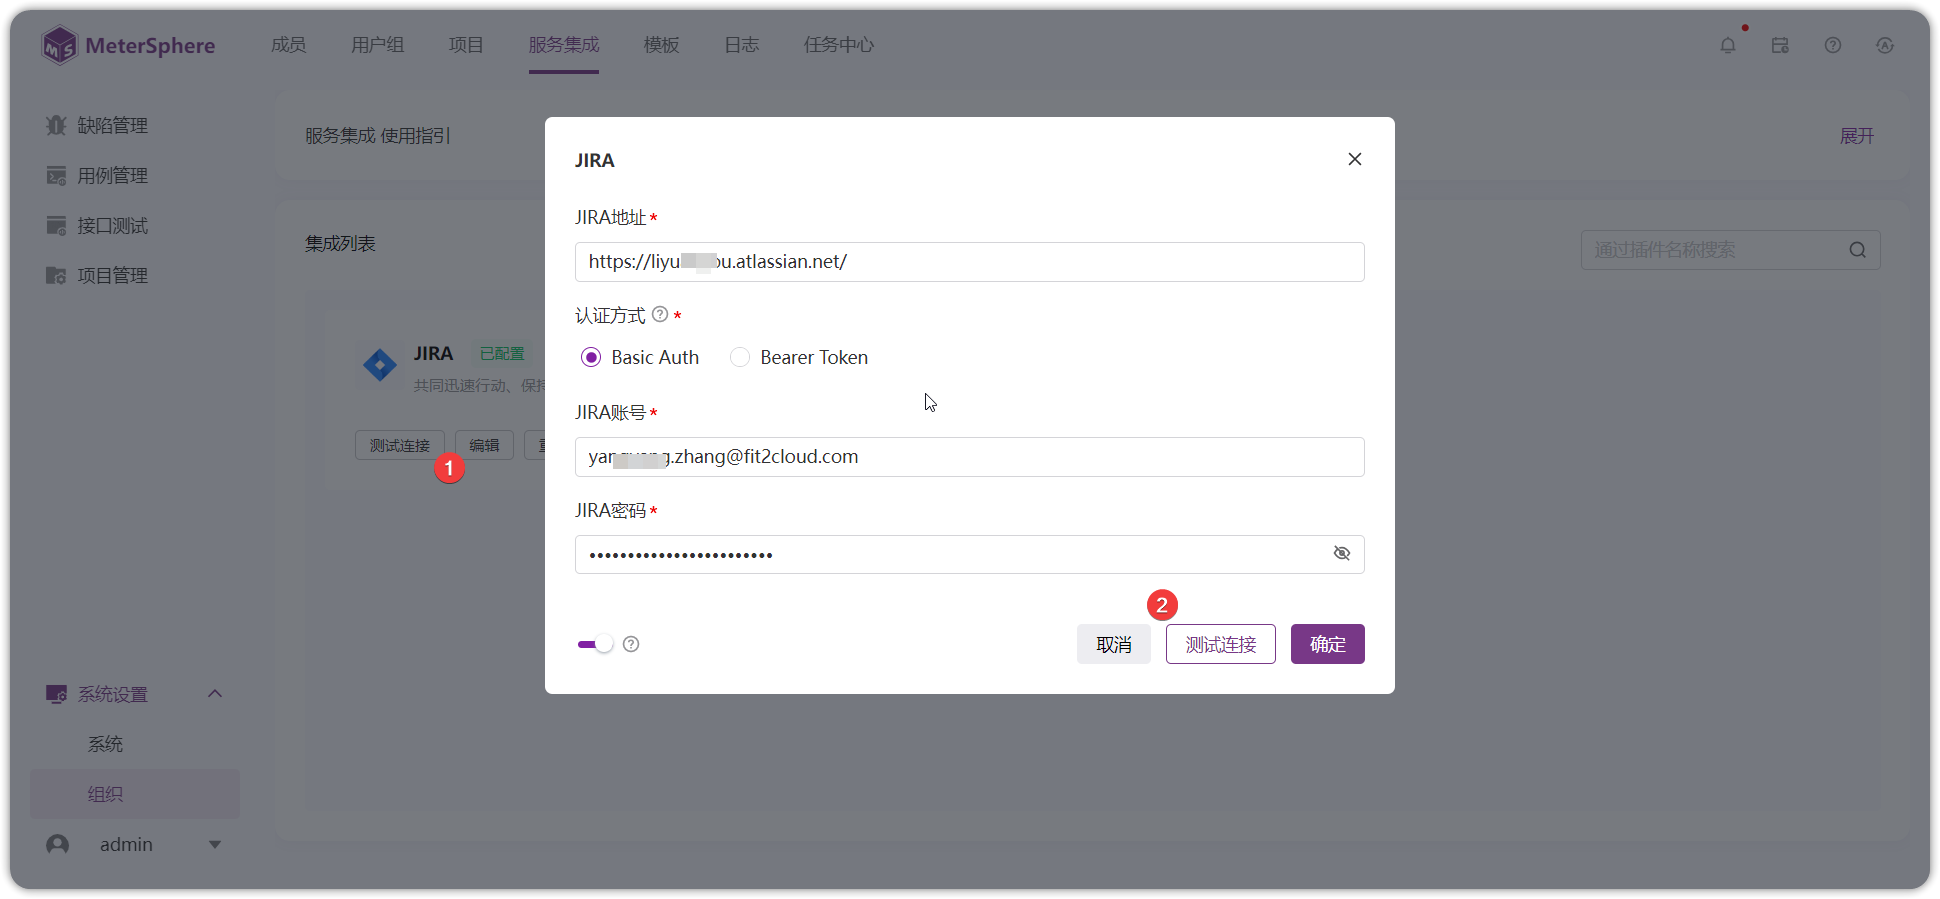 MeterSphere
成员
用户组
项目
服务集成
模板
日志
任务中心
缺陷管理
用例管理
接口测试
项目管理
系统设置
系统
组织
admin
服务集成 使用指引
展开
集成列表
通过插件名称搜索
JIRA
已配置
共同迅速行动、保持
测试连接
编辑
1
JIRA
JIRA地址*
https://liyu ou.atlassian.net/
认证方式 *
Basic Auth
Bearer Token
JIRA账号*
.zhang@fit2cloud.com
JIRA密码*
2
取消
测试连接
确定